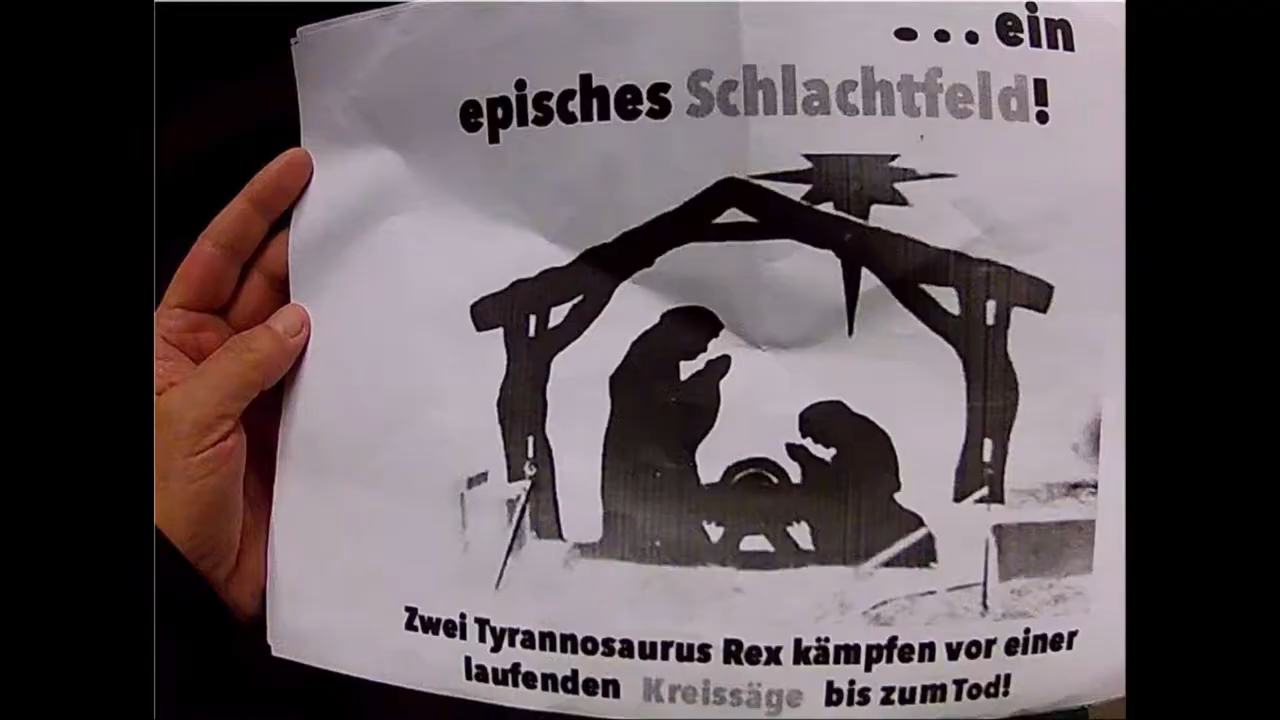 ...ein
episches Schlachtfeld!
Zwei Tyrannosaurus Rex kämpfen vor einer
laufenden Kreissäge bis zum Tod!